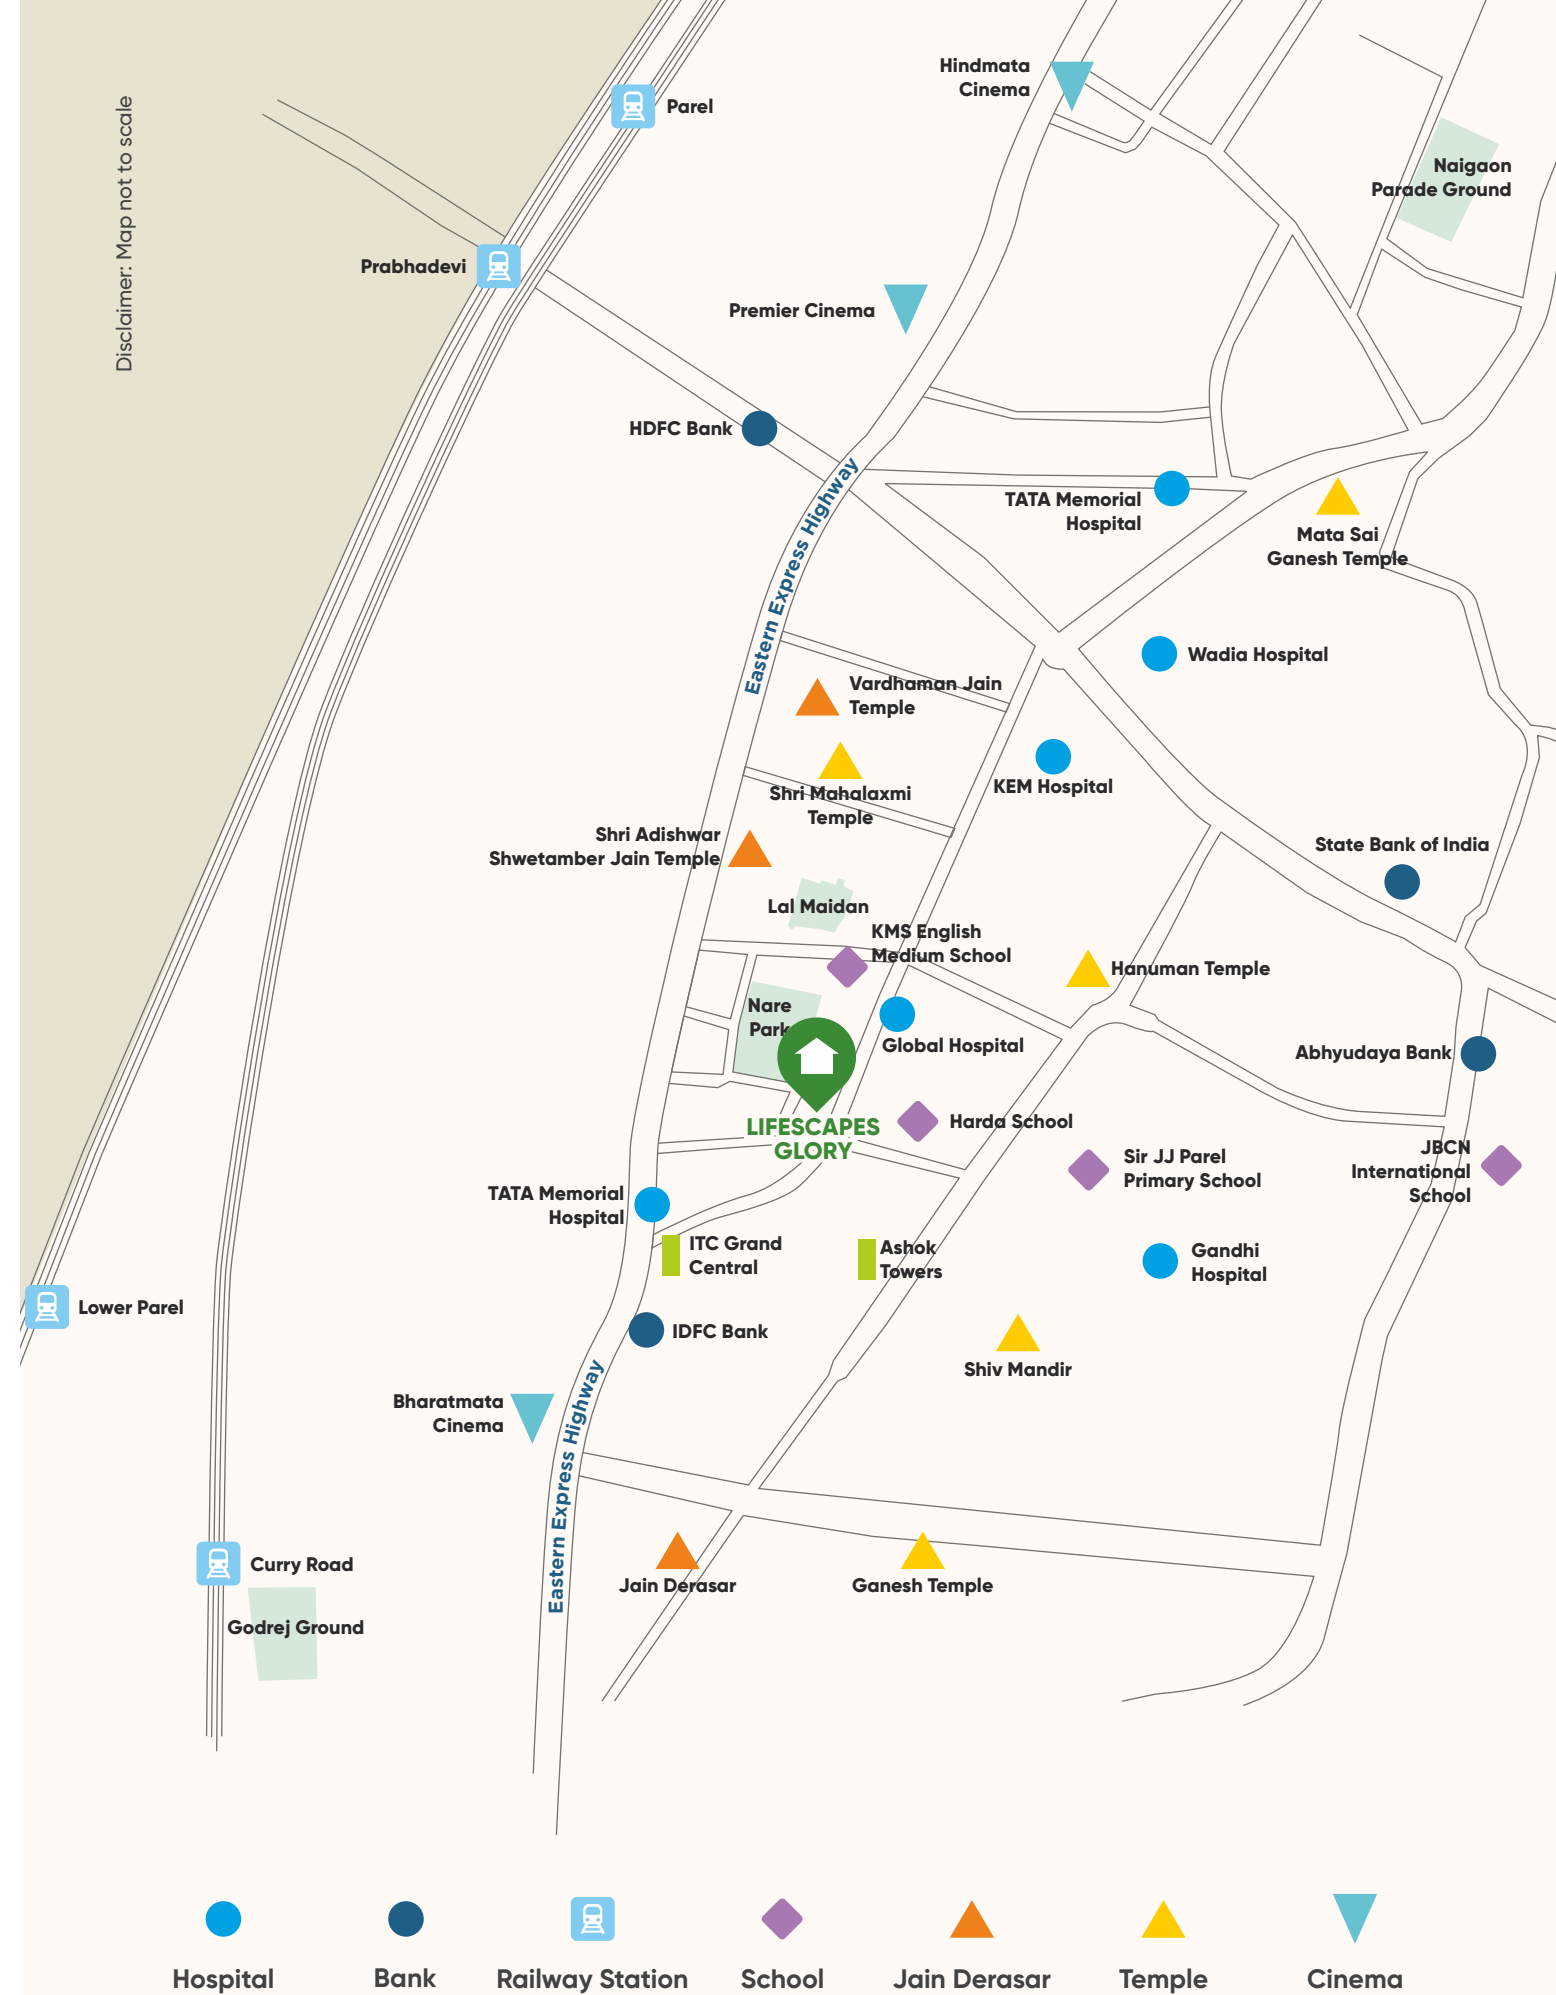 Disclaimer: Map not to scale
Hindmata
Cinema
Parel
Naigaon
Parade Ground
Prabhadevi
Premier Cinema
HDFC Bank
Eastern Express Highway
TATA Memorial
Hospital
Mata Sai
Ganesh Temple
Wadia Hospital
Vardhaman Jain
Temple
KEM Hospital
Shri Mahalaxmi
Temple
Shri Adishwar
Shwetamber Jain Temple
State Bank of India
Lal Maidan
KMS English
Medium School
Hanuman Temple
Nare
Park
Global Hospital
Abhyudaya Bank
LIFESCAPES
GLORY
Harda School
Sir JJ Parel
Primary School
JBCN
International
School
TATA Memorial
Hospital
ITC Grand
Central
Ashok
Towers
Gandhi
Hospital
Lower Parel
IDFC Bank
Shiv Mandir
Bharatmata
Cinema
Eastern Express Highway
Curry Road
Jain Derasar
Ganesh Temple
Godrej Ground
Hospital
Bank
Railway Station
School
Jain Derasar
Temple
Cinema